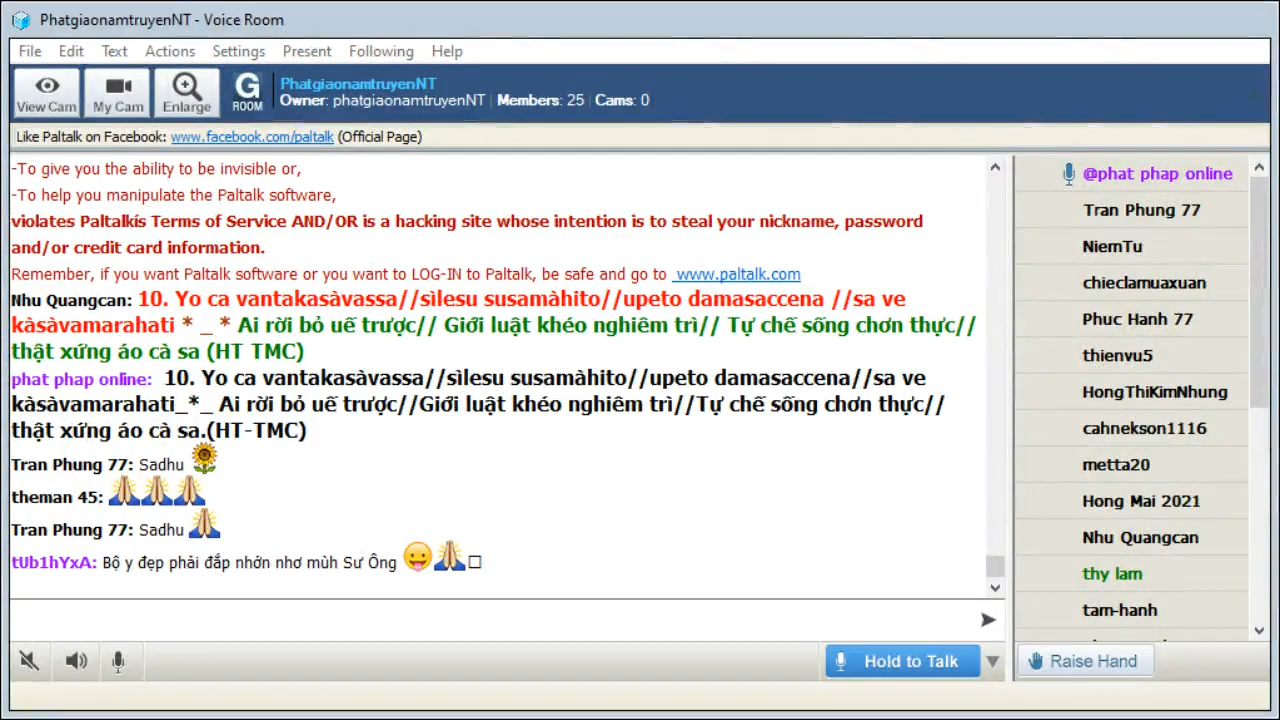 PhatgiaonamtruyenNT - Voice Room
File Edit Text Actions Settings Present Following Help
View Cam My Cam Enlarge G ROOM
PhatgiaonamtruyenNT
Owner: phatgiaonamtruyenNT | Members: 25 | Cams: 0
Like Paltalk on Facebook: www.facebook.com/paltalk (Official Page)
-To give you the ability to be invisible or,
-To help you manipulate the Paltalk software,
violates Paltalkís Terms of Service AND/OR is a hacking site whose intention is to steal your nickname, password
and/or credit card information.
Remember, if you want Paltalk software or you want to LOG-IN to Paltalk, be safe and go to www.paltalk.com
Nhu Quangcan: 10. Yo ca vantakasàvassa//sìlesu susamàhito//upeto damasaccena //sa ve
kàsàvamarahati * _ * Ai rời bỏ uế trược// Giới luật khéo nghiêm trì// Tự chế sống chơn thực//
thật xứng áo cà sa (HT TMC)
phat phap online: 10. Yo ca vantakasàvassa//sìlesu susamàhito//upeto damasaccena//sa ve
kàsàvamarahati_*_ Ai rời bỏ uế trược//Giới luật khéo nghiêm trì//Tự chế sống chơn thực//
thật xứng áo cà sa.(HT-TMC)
Tran Phung 77: Sadhu
theman 45:
Tran Phung 77: Sadhu
tUb1hYxA: Bộ y đẹp phải đắp nhớn nhơ mùh Sư Ông
Hold to Talk
@phat phap online
Tran Phung 77
NiemTu
chieclamuaxuan
Phuc Hanh 77
thienvu5
HongThiKimNhung
cahnekson1116
metta20
Hong Mai 2021
Nhu Quangcan
thy lam
tam-hanh
Raise Hand